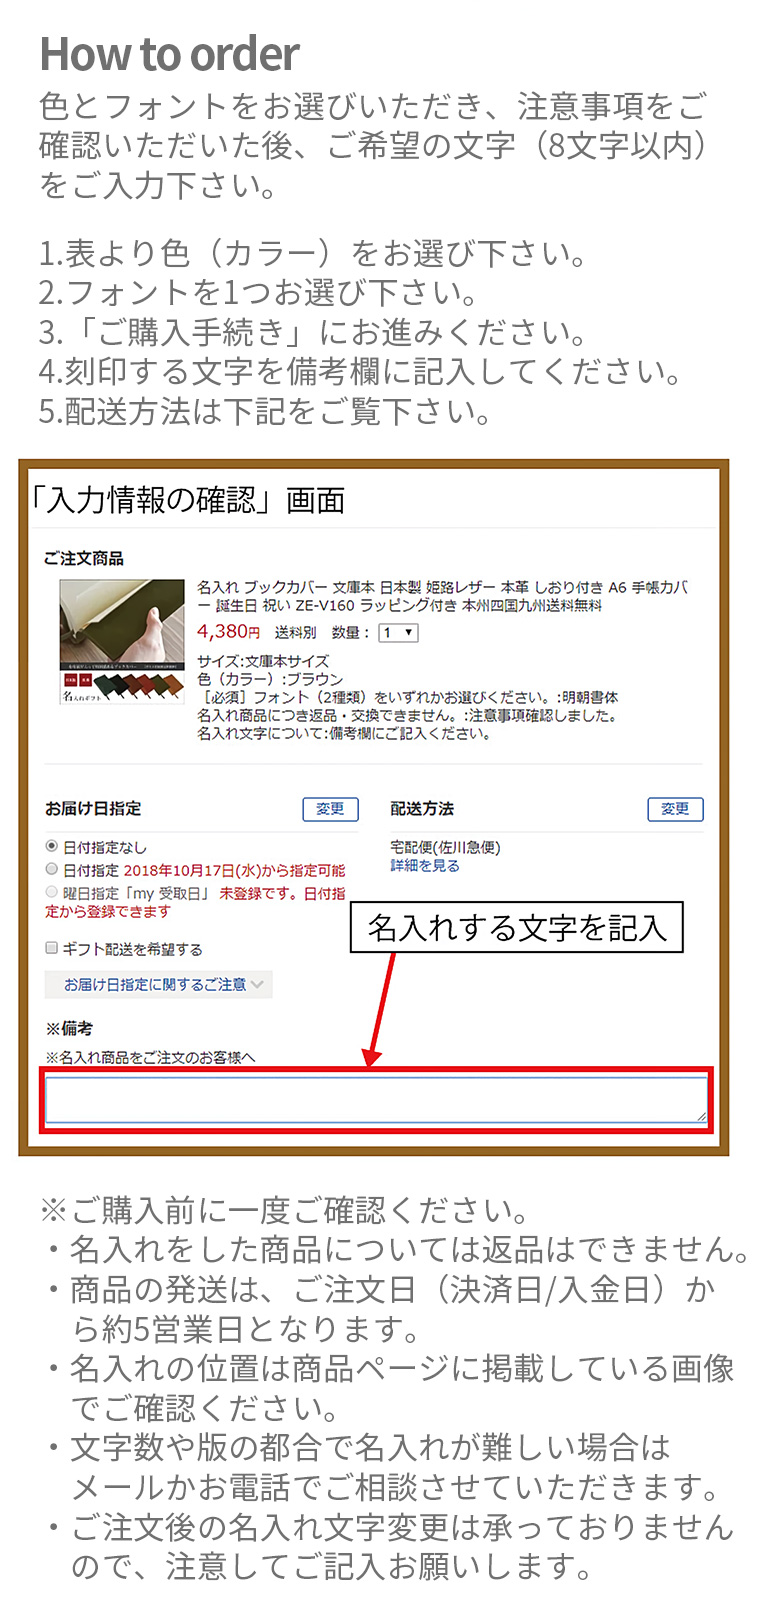 How to order
色とフォントをお選びいただき、注意事項をご
確認いただいた後、ご希望の文字（8文字以内）
をご入力下さい。
1.表より色（カラー）をお選び下さい。
2.フォントを1つお選び下さい。
3.「ご購入手続き」にお進みください。
4.刻印する文字を備考欄に記入してください。
5.配送方法は下記をご覧下さい。
「入力情報の確認」画面
ご注文商品
名入れ ブックカバー 文庫本 日本製 姫路レザー 本革 しおり付き A6 手帳カバ
ー 誕生日 祝い ZE-V160 ラッピング付き 本州四国九州送料無料
4,380円 送料別 数量： 1
サイズ:文庫本サイズ
色（カラー）:ブラウン
［必須］フォント（2種類）をいずれかお選びください。:明朝書体
名入れ商品につき返品・交換できません。:注意事項確認しました。
名入れ文字について:備考欄にご記入ください。
名入れギフト
お届け日指定 変更
日付指定なし
日付指定 2018年10月17日(水)から指定可能
曜日指定「my 受取日」 未登録です。日付指
定から登録できます
ギフト配送を希望する
お届け日指定に関するご注意
配送方法 変更
宅配便(佐川急便)
詳細を見る
名入れする文字を記入
※備考
※名入れ商品をご注文のお客様へ
※ご購入前に一度ご確認ください。
・名入れをした商品については返品はできません。
・商品の発送は、ご注文日（決済日/入金日）か
ら約5営業日となります。
・名入れの位置は商品ページに掲載している画像
でご確認ください。
・文字数や版の都合で名入れが難しい場合は
メールかお電話でご相談させていただきます。
・ご注文後の名入れ文字変更は承っておりません
ので、注意してご記入お願いします。